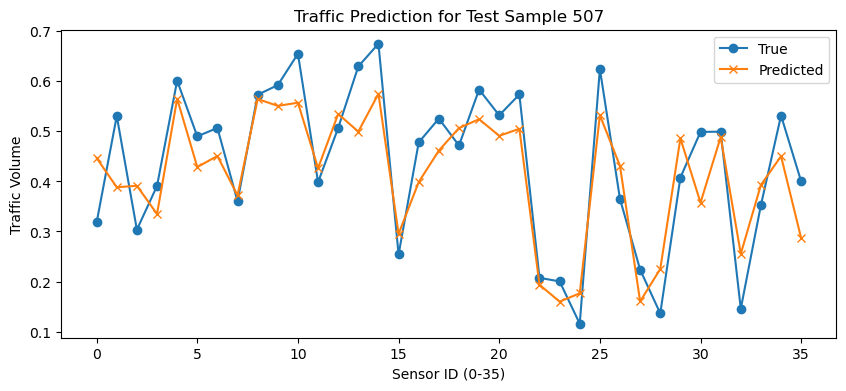 Traffic Prediction for Test Sample 507
True
Predicted
Traffic Volume
0.7
0.6
0.5
0.4
0.3
0.2
0.1
0 5 10 15 20 25 30 35
Sensor ID (0-35)